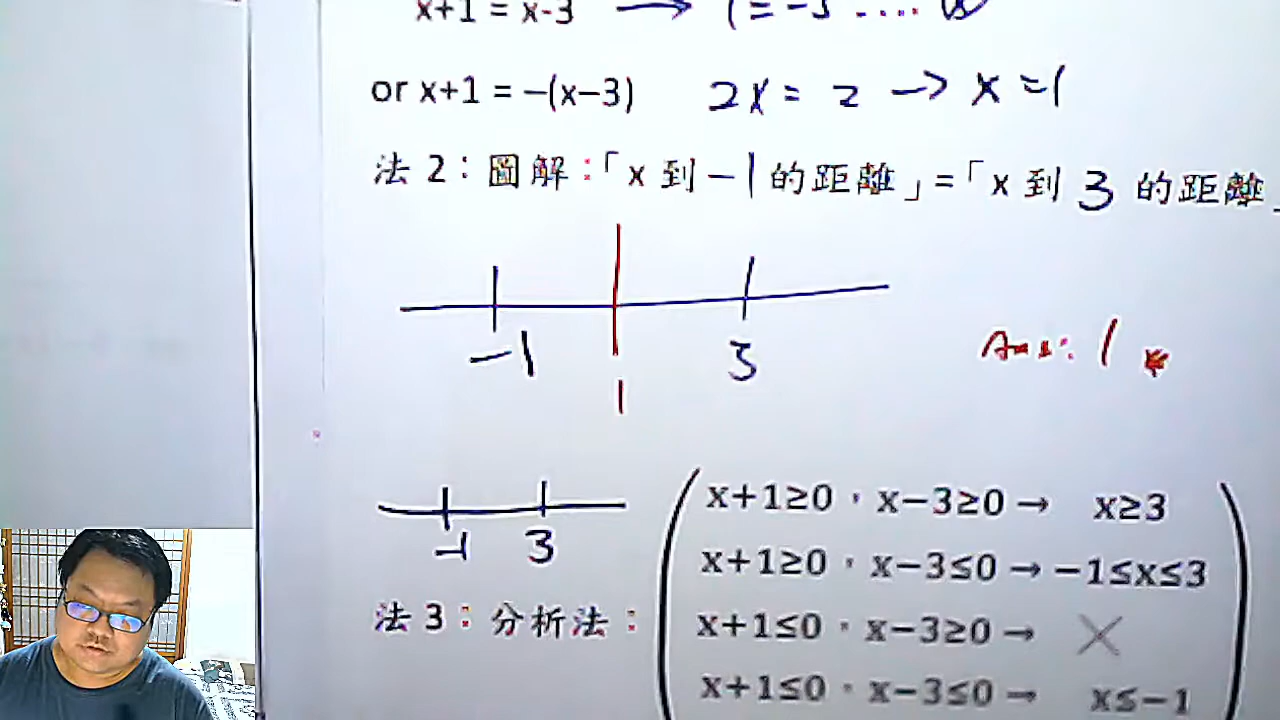 x+1 = x-3 → 1 = -3 ....
or x+1 = −(x−3) 2x = 2 → x = 1
法 2：圖解：「x 到 −1 的距離」=「x 到 3 的距離」
−1 3
1
Ans: 1
−1 3
x+1≥0，x−3≥0→ x≥3
x+1≥0，x−3≤0→ −1≤x≤3
法 3：分析法：
x+1≤0，x−3≥0→ ×
x+1≤0，x−3≤0→ x≤−1